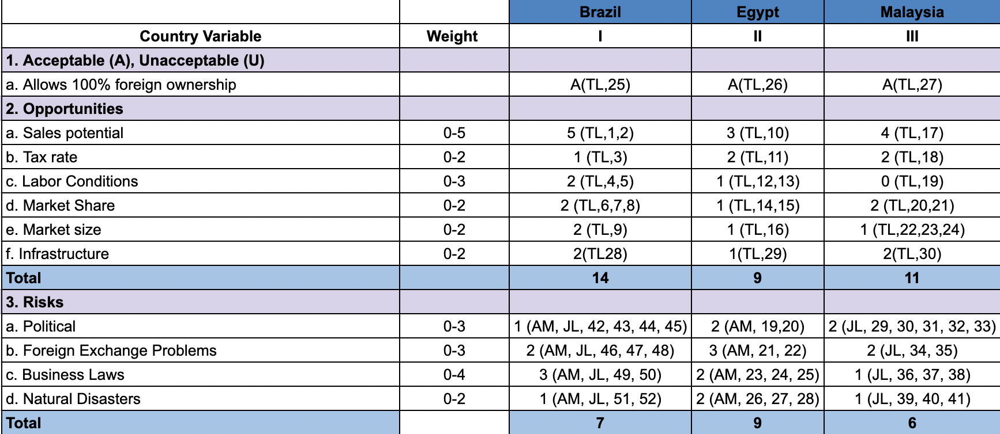 Brazil Egypt Malaysia
Country Variable Weight I II III
1. Acceptable (A), Unacceptable (U)
a. Allows 100% foreign ownership A(TL,25) A(TL,26) A(TL,27)
2. Opportunities
a. Sales potential 0-5 5 (TL,1,2) 3 (TL,10) 4 (TL,17)
b. Tax rate 0-2 1 (TL,3) 2 (TL,11) 2 (TL,18)
c. Labor Conditions 0-3 2 (TL,4,5) 1 (TL,12,13) 0 (TL,19)
d. Market Share 0-2 2 (TL,6,7,8) 1 (TL,14,15) 2 (TL,20,21)
e. Market size 0-2 2 (TL,9) 1 (TL,16) 1 (TL,22,23,24)
f. Infrastructure 0-2 2(TL28) 1(TL,29) 2(TL,30)
Total 14 9 11
3. Risks
a. Political 0-3 1 (AM, JL, 42, 43, 44, 45) 2 (AM, 19,20) 2 (JL, 29, 30, 31, 32, 33)
b. Foreign Exchange Problems 0-3 2 (AM, JL, 46, 47, 48) 3 (AM, 21, 22) 2 (JL, 34, 35)
c. Business Laws 0-4 3 (AM, JL, 49, 50) 2 (AM, 23, 24, 25) 1 (JL, 36, 37, 38)
d. Natural Disasters 0-2 1 (AM, JL, 51, 52) 2 (AM, 26, 27, 28) 1 (JL, 39, 40, 41)
Total 7 9 6